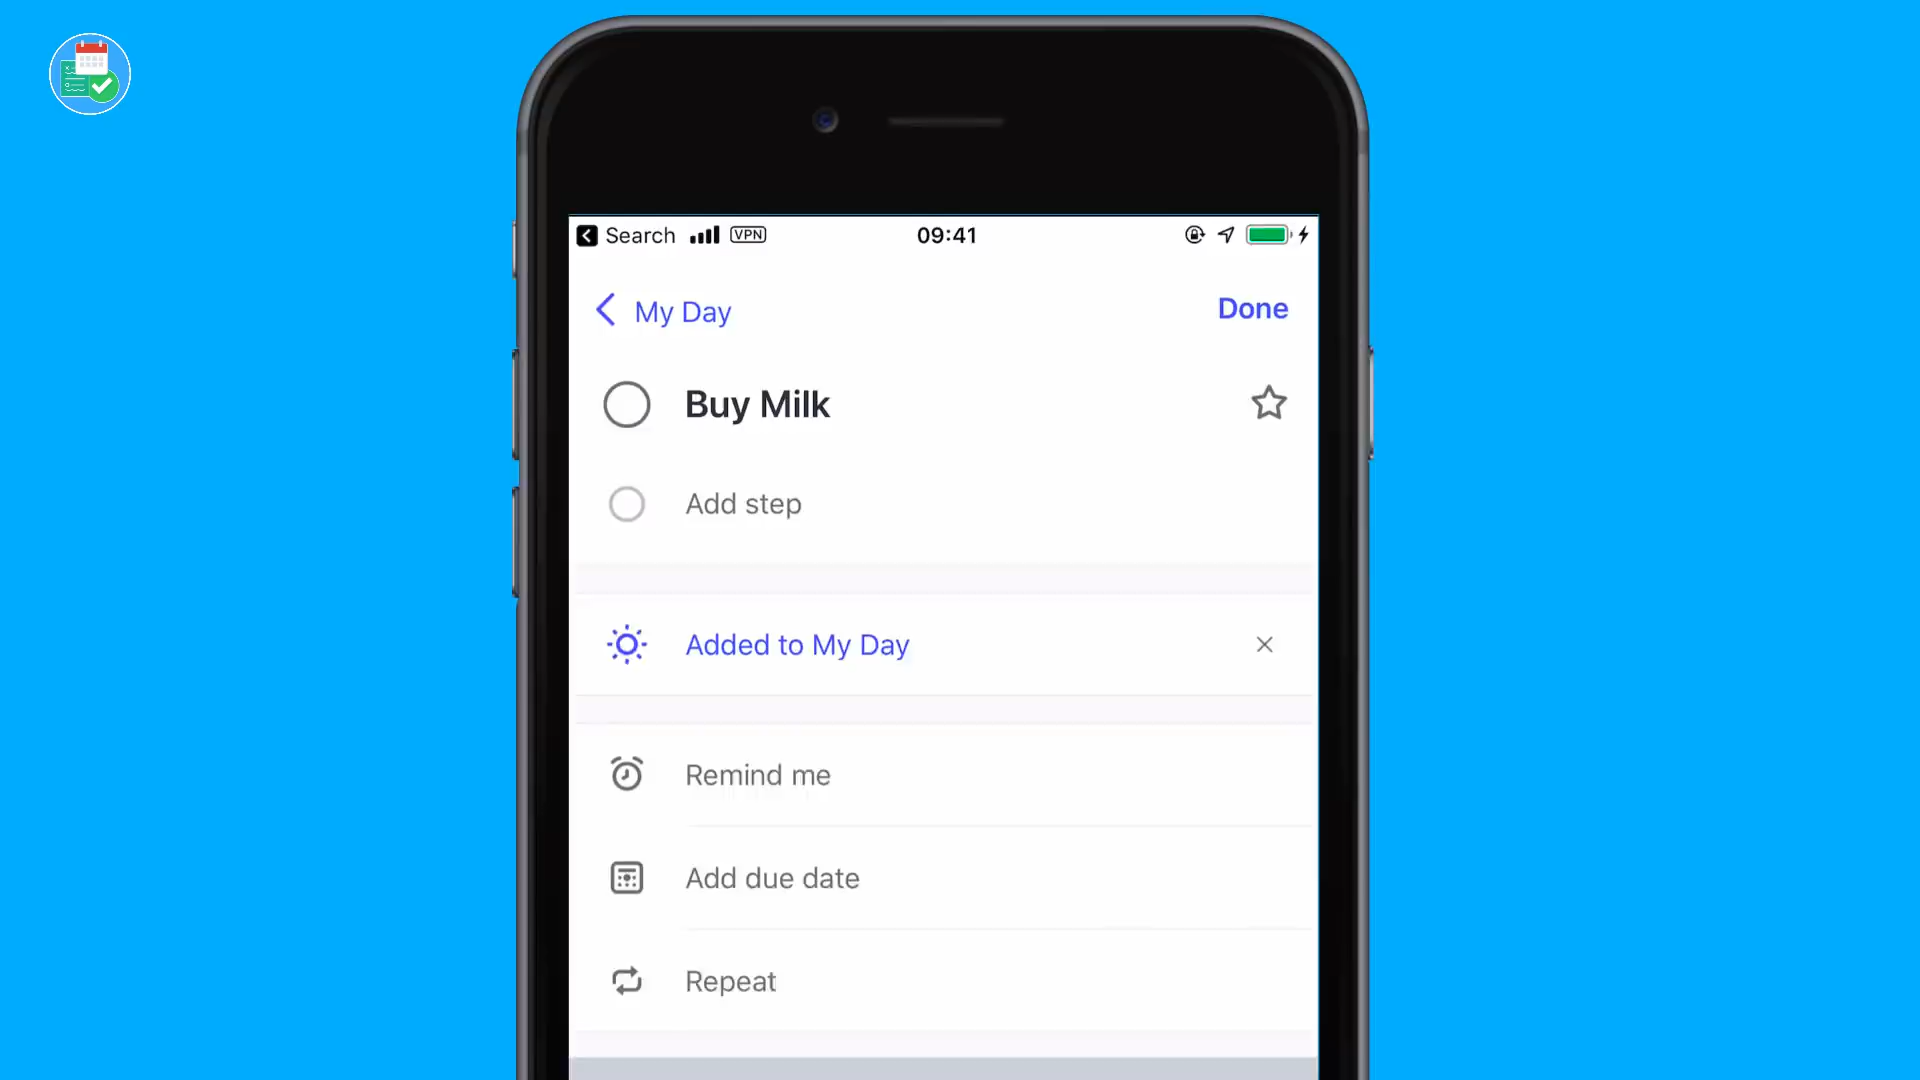 Search VPN 09:41
My Day Done
Buy Milk
Add step
Added to My Day
Remind me
Add due date
Repeat